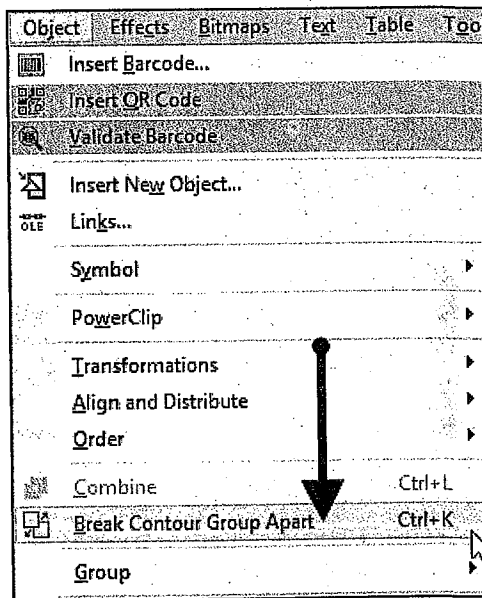 Object Effects Bitmaps Text Table Too
Insert Barcode...
Insert QR Code
Validate Barcode
Insert New Object...
OLE Links...
Symbol
PowerClip
Transformations
Align and Distribute
Order
Combine Ctrl+L
Break Contour Group Apart Ctrl+K
Group